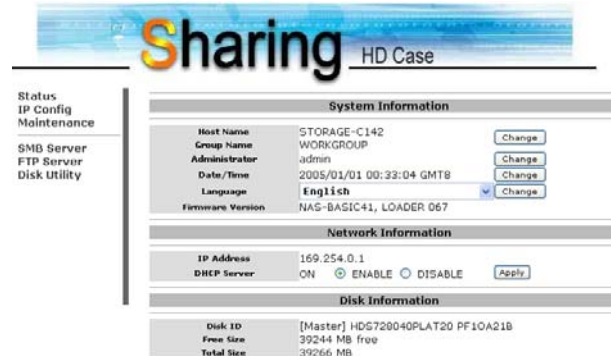 Sharing HD Case
Status
IP Config
Maintenance
SMB Server
FTP Server
Disk Utility
System Information
Host Name STORAGE-C142 Change
Group Name WORKGROUP
Administrator admin Change
Date/Time 2005/01/01 00:33:04 GMT8 Change
Language English Change
Firmware Version NAS-BASIC41, LOADER 067
Network Information
IP Address 169.254.0.1
DHCP Server ON ENABLE DISABLE Apply
Disk Information
Disk ID [Master] HDS728040PLAT20 PF1OA21B
Free Size 39244 MB free
Total Size 39266 MB